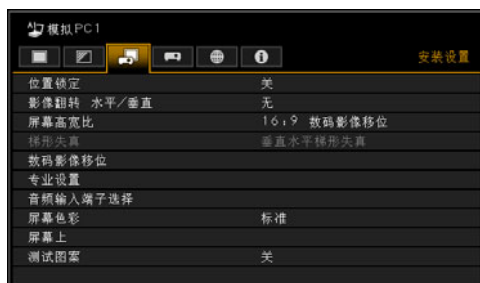 模拟PC1
安装设置
位置锁定 关
影像翻转 水平/垂直 无
屏幕高宽比 16:9 数码影像移位
梯形失真 垂直水平梯形失真
数码影像移位
专业设置
音频输入端子选择
屏幕色彩 标准
屏幕上
测试图案 关